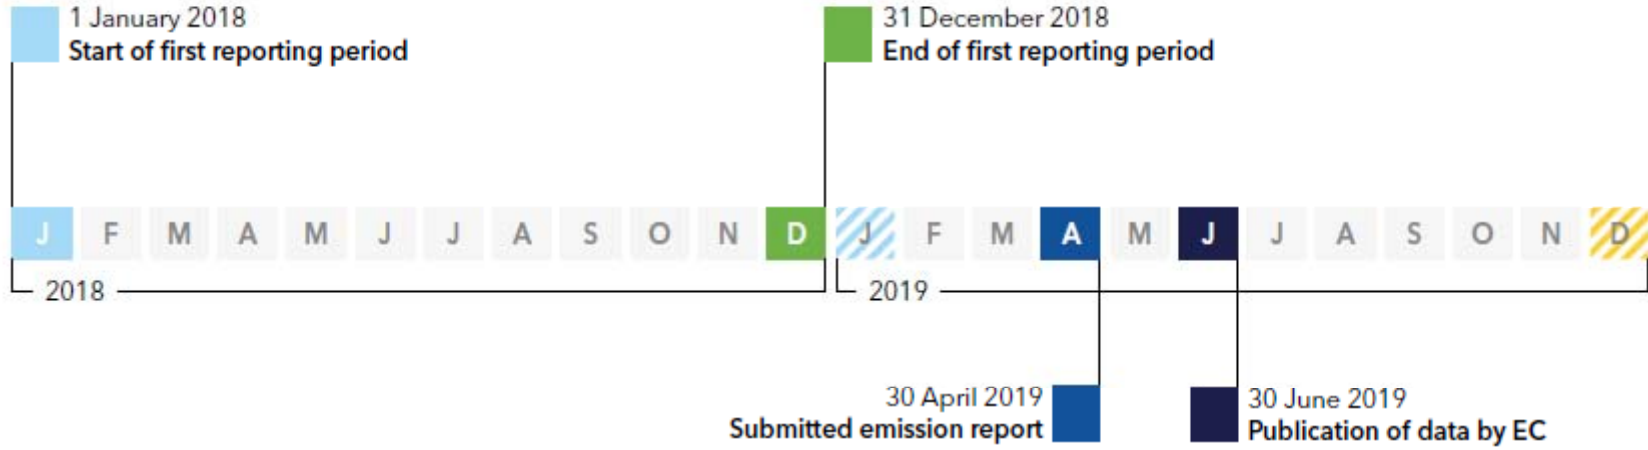 1 January 2018
Start of first reporting period
31 December 2018
End of first reporting period
J F M A M J J A S O N D J F M A M J J A S O N D
2018
2019
30 April 2019
Submitted emission report
30 June 2019
Publication of data by EC